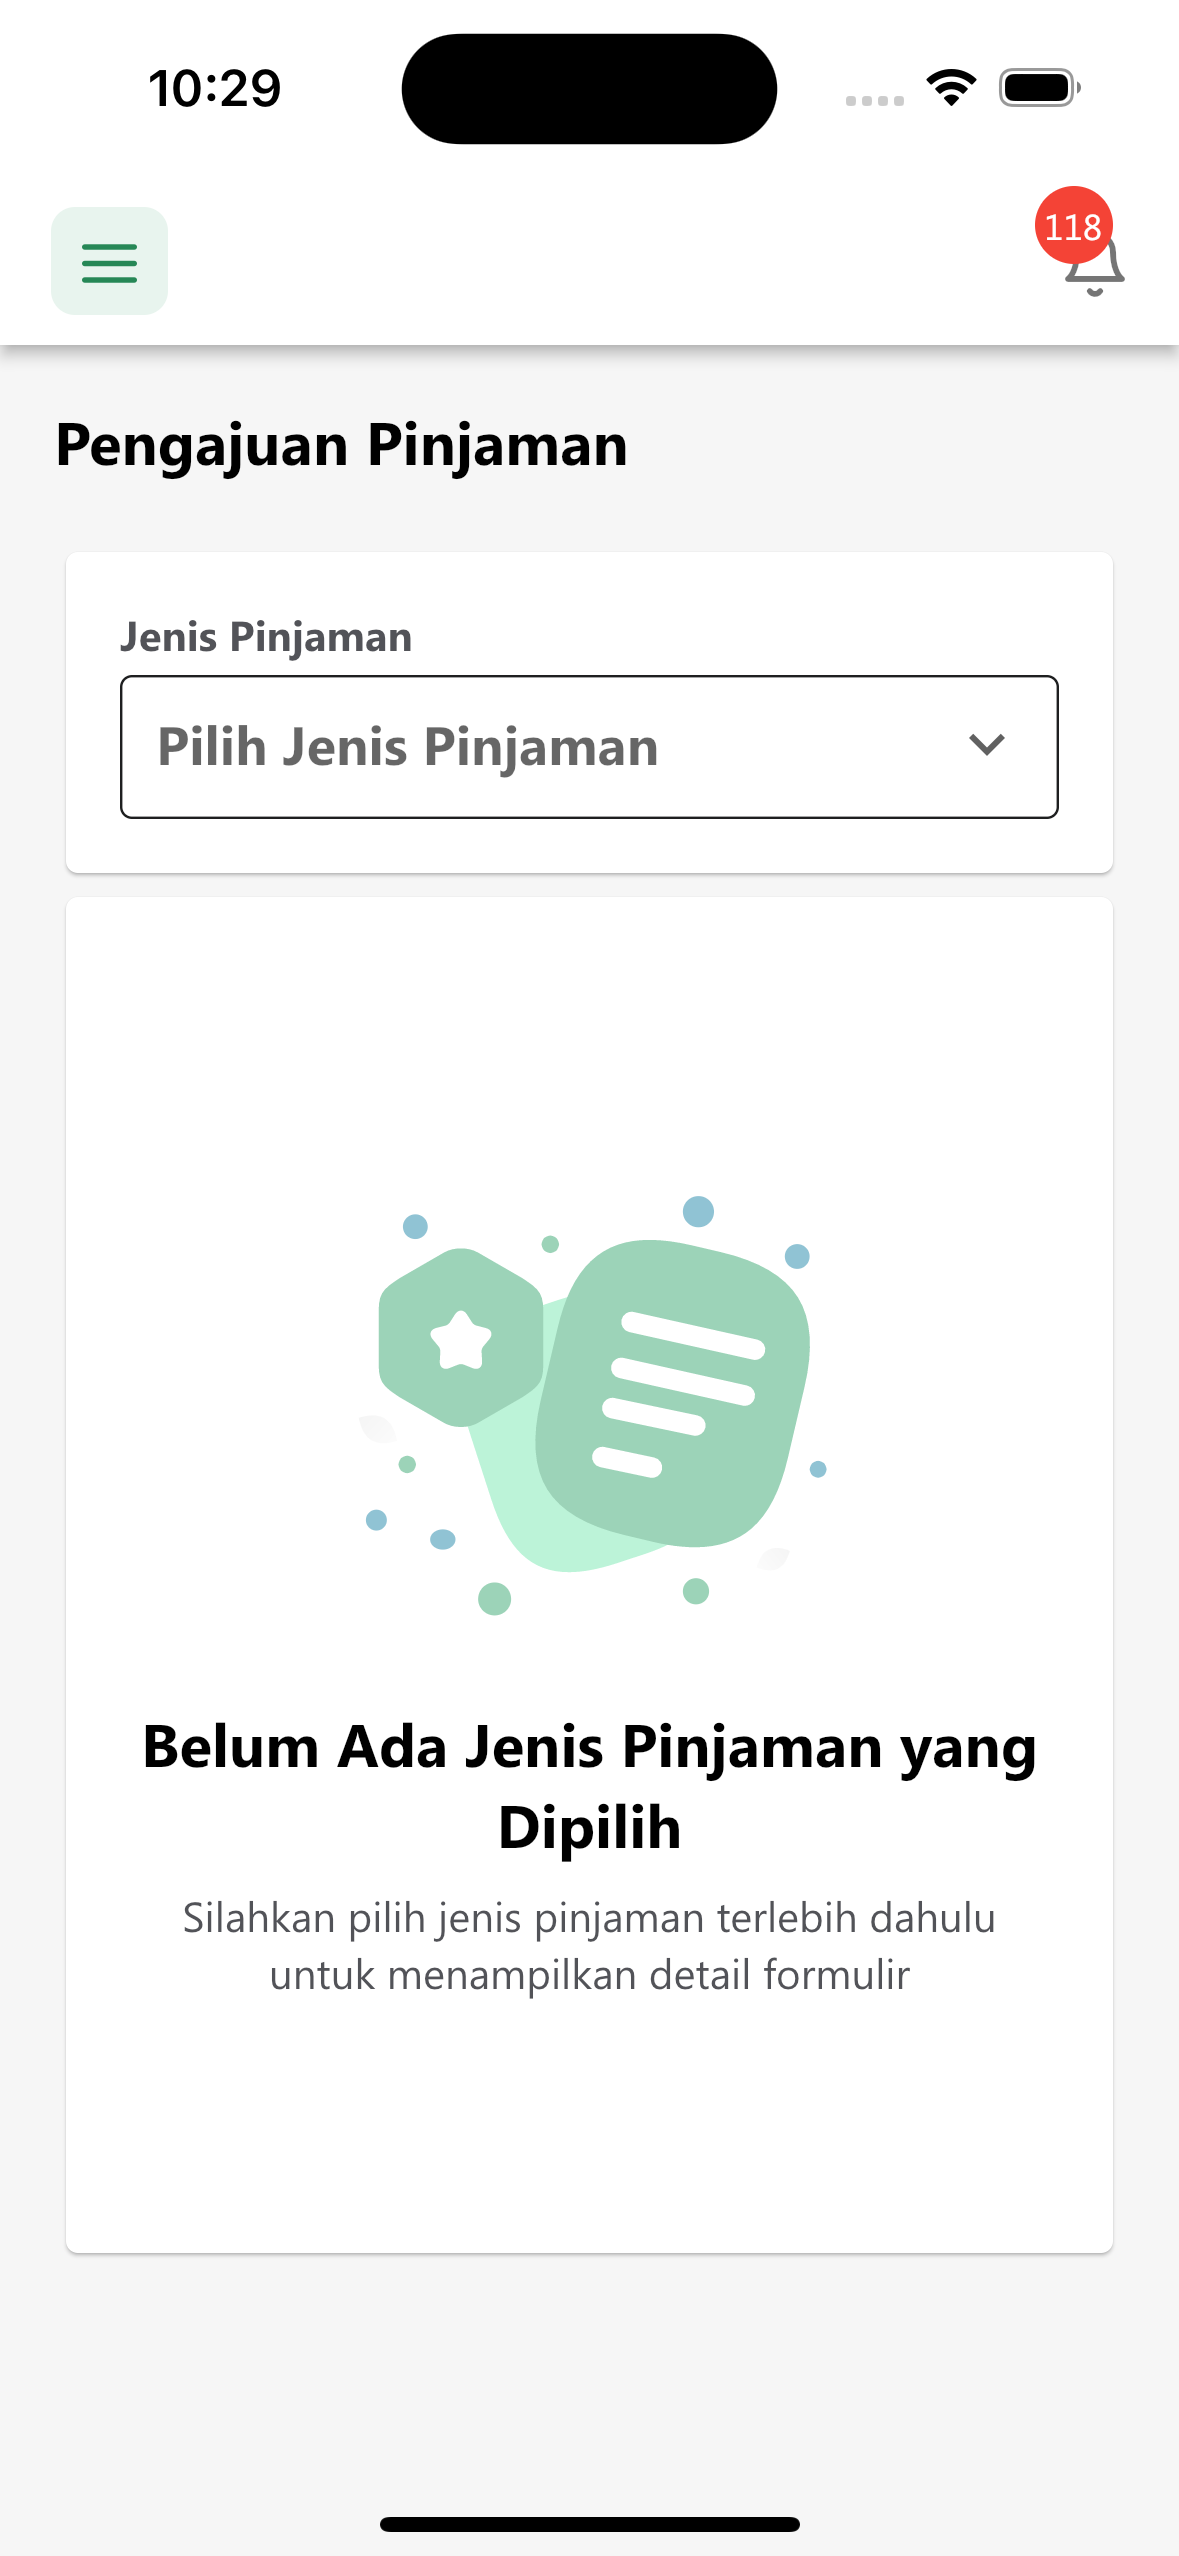 10:29
118
Pengajuan Pinjaman
Jenis Pinjaman
Pilih Jenis Pinjaman
Belum Ada Jenis Pinjaman yang
Dipilih
Silahkan pilih jenis pinjaman terlebih dahulu
untuk menampilkan detail formulir